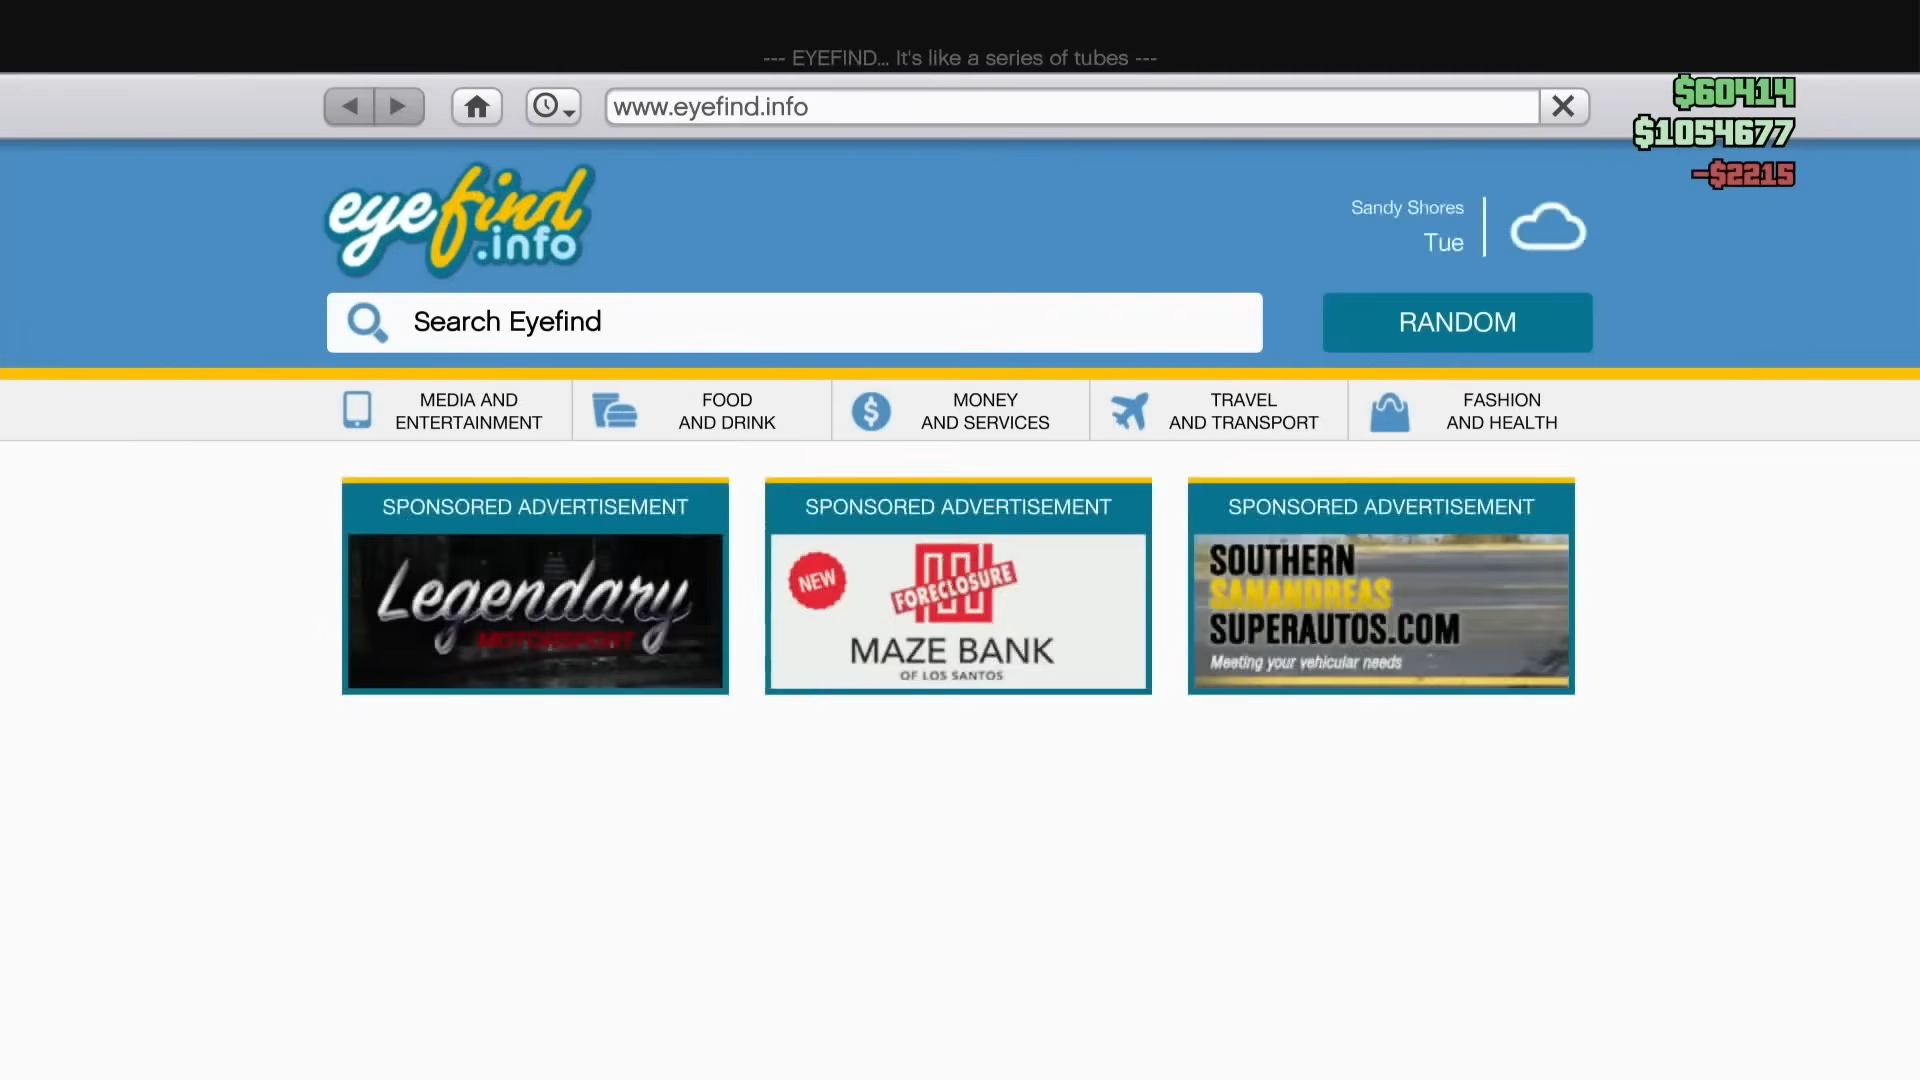 --- EYEFIND... It's like a series of tubes ---
www.eyefind.info
$60414
$1054677
-$2215
eyefind
.info
Sandy Shores
Tue
Search Eyefind
RANDOM
MEDIA AND
ENTERTAINMENT
FOOD
AND DRINK
MONEY
AND SERVICES
TRAVEL
AND TRANSPORT
FASHION
AND HEALTH
SPONSORED ADVERTISEMENT
Legendary
MOTORSPORT
SPONSORED ADVERTISEMENT
NEW
FORECLOSURE
MAZE BANK
OF LOS SANTOS
SPONSORED ADVERTISEMENT
SOUTHERN
SANANDREAS
SUPERAUTOS.COM
Meeting your vehicular needs